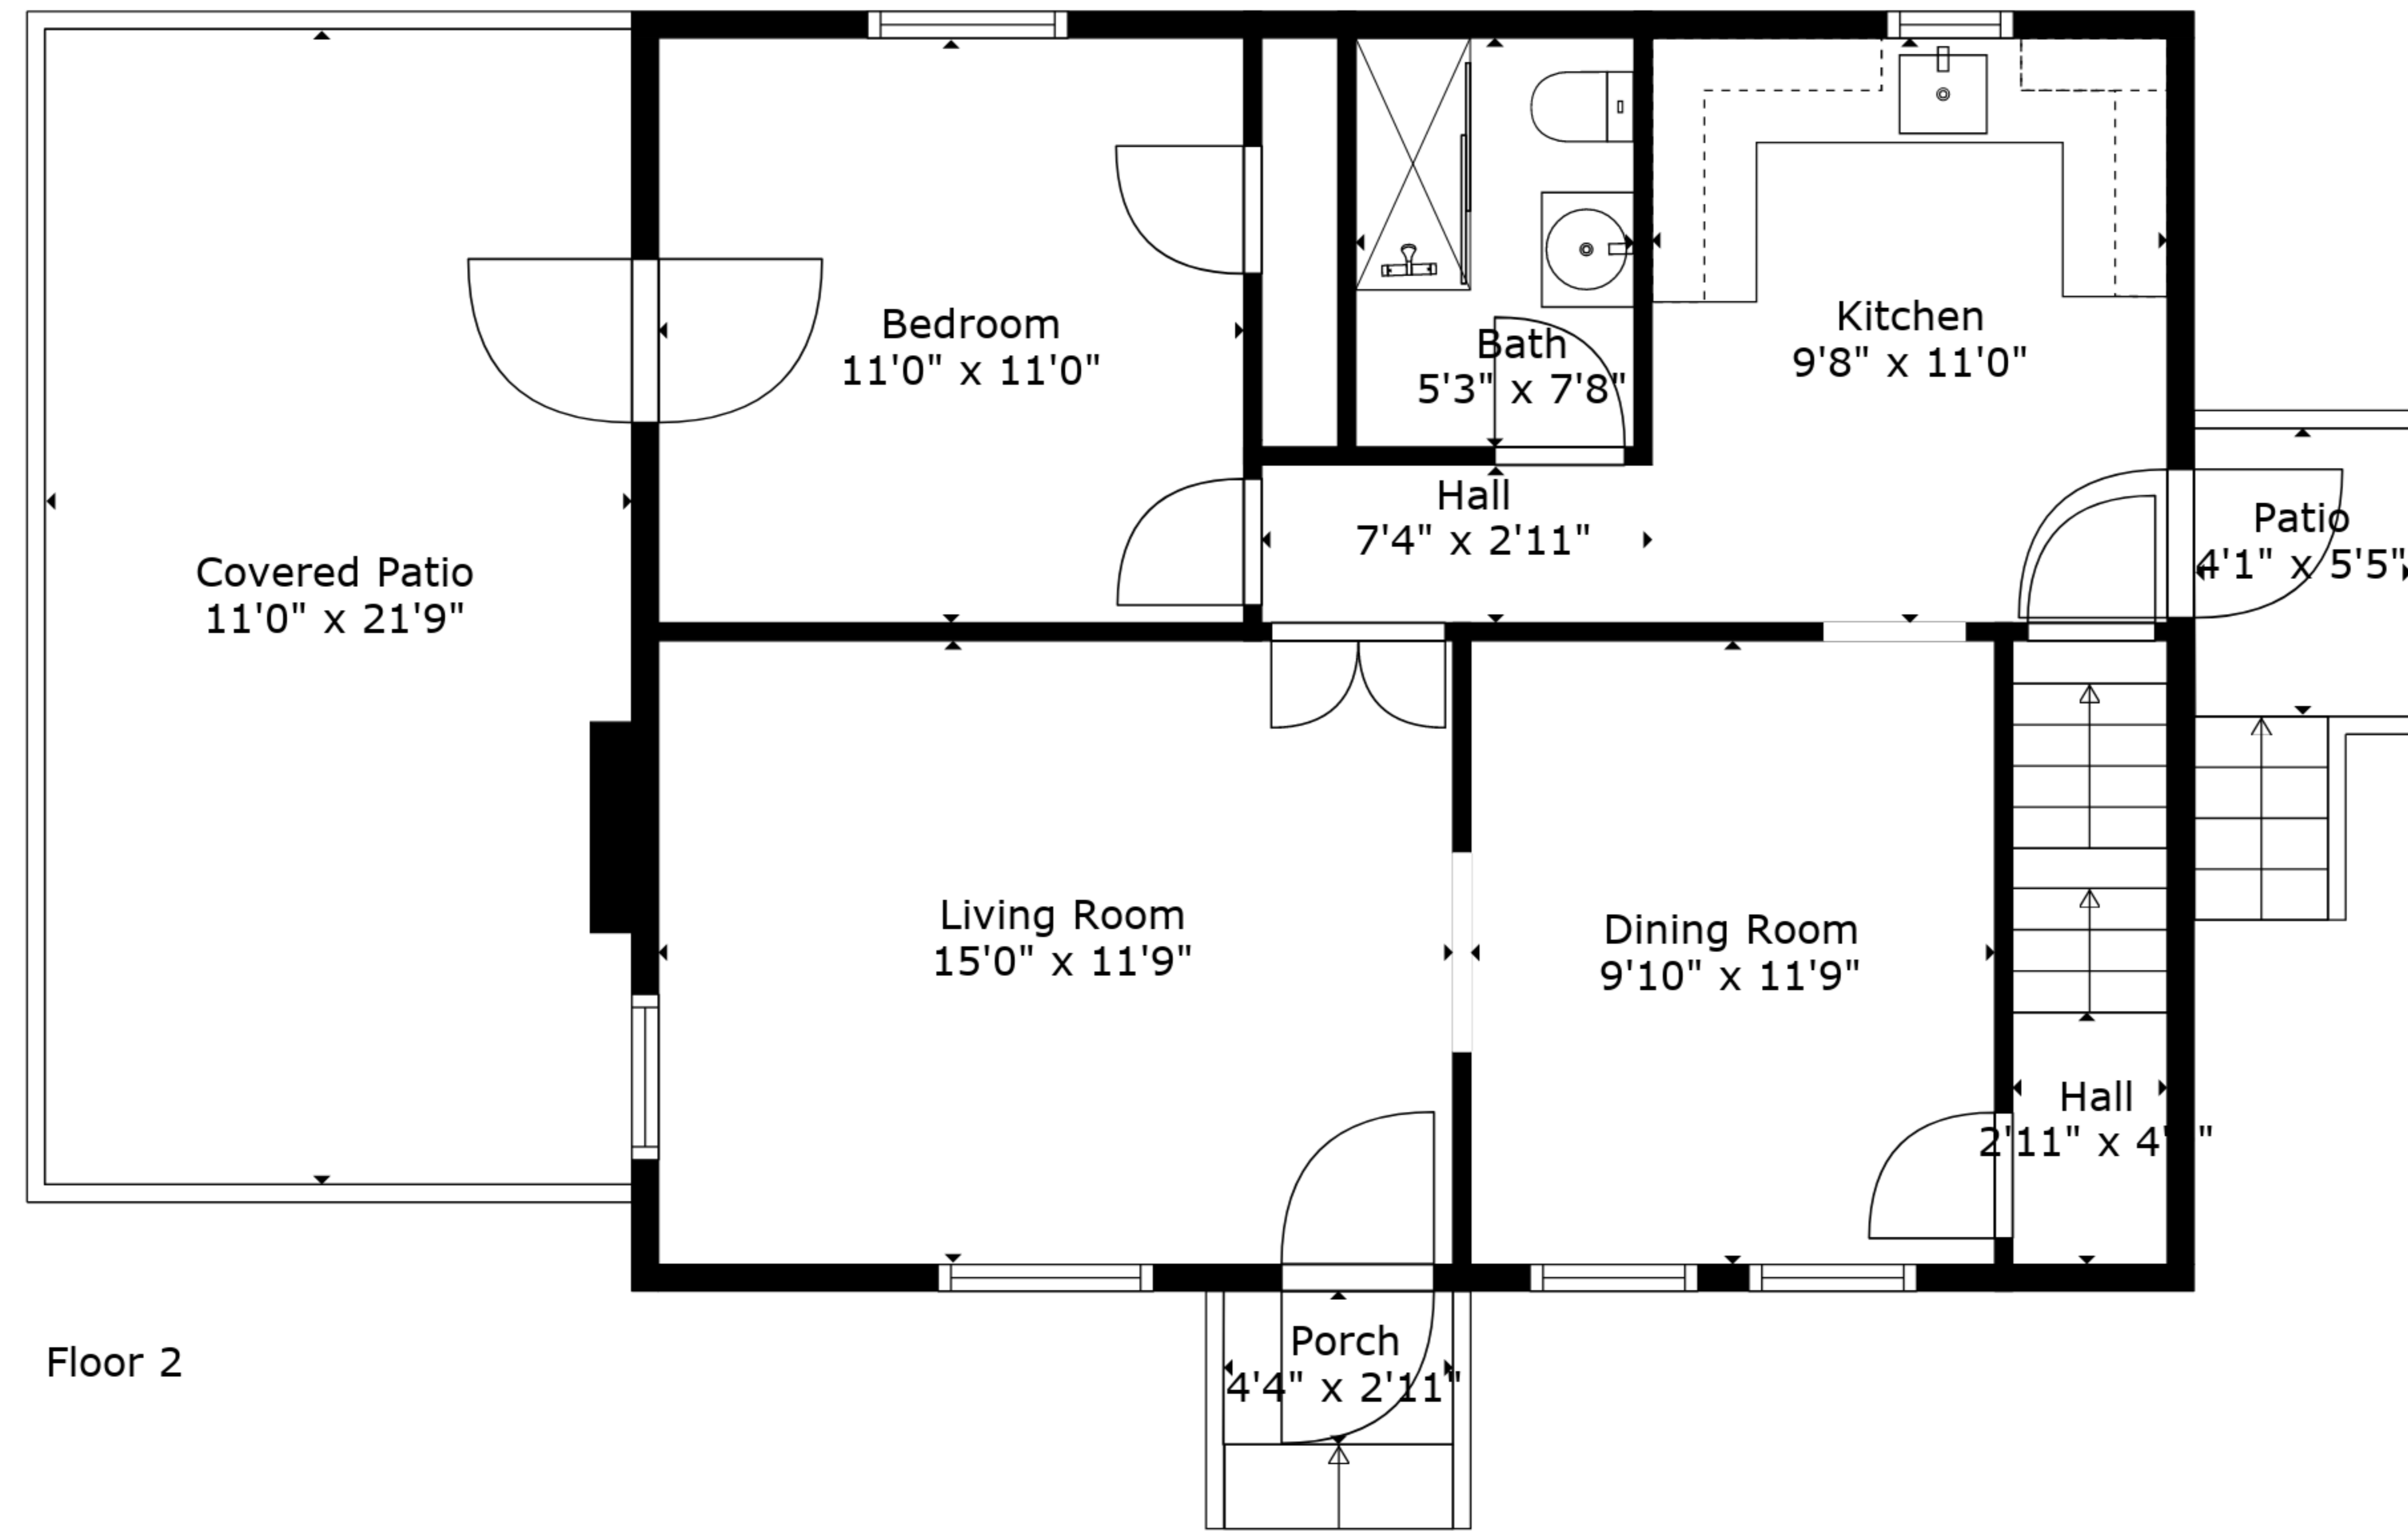 Bedroom
11'0" x 11'0"
Bath
5'3" x 7'8"
Kitchen
9'8" x 11'0"
Hall
7'4" x 2'11"
Patio
4'1" x 5'5"
Covered Patio
11'0" x 21'9"
Living Room
15'0" x 11'9"
Dining Room
9'10" x 11'9"
Hall
2'11" x
Porch
4'4" x 2'11"
Floor 2